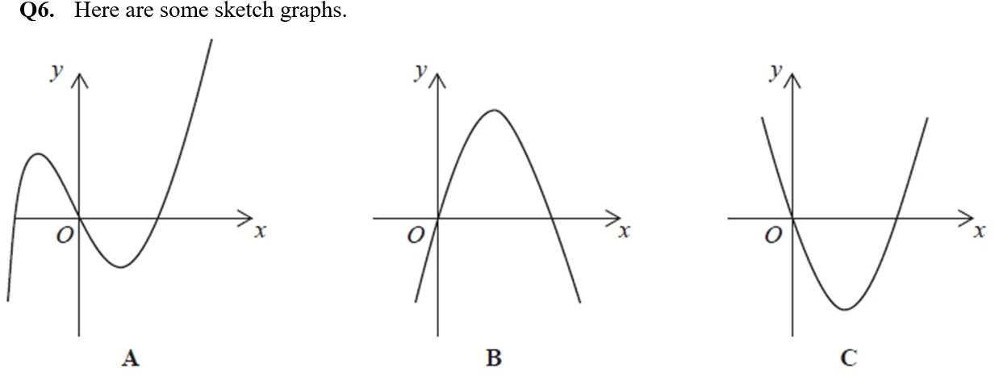 Q6. Here are some sketch graphs.
y y y
O x O x O x
A B C